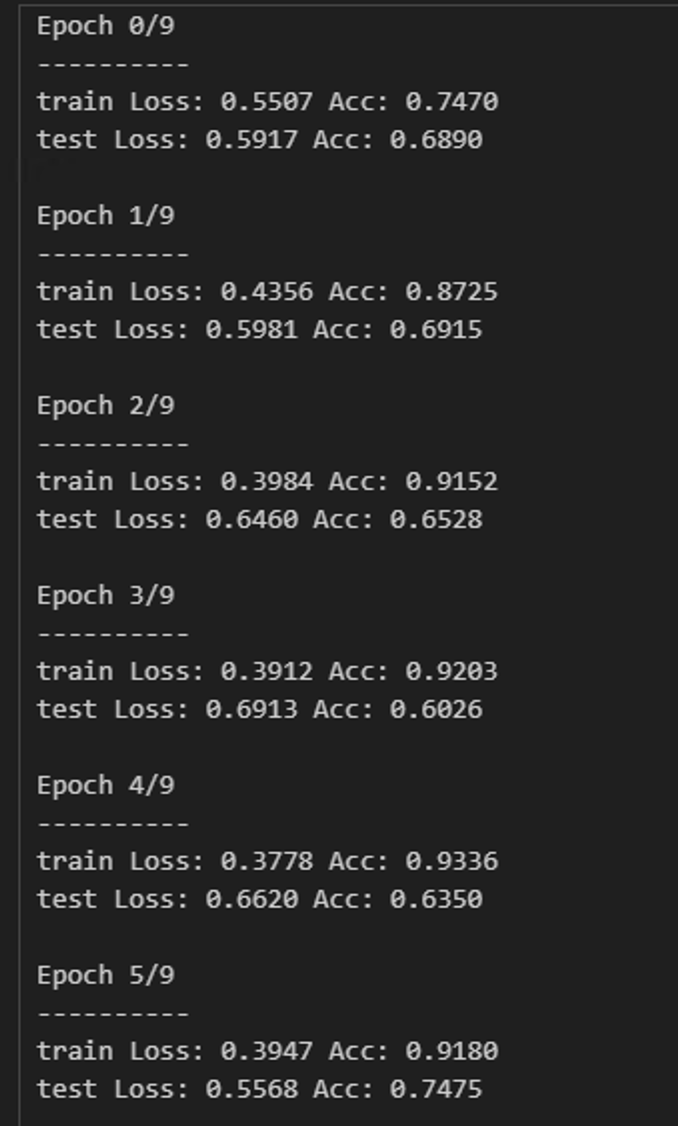 Epoch 0/9
----------
train Loss: 0.5507 Acc: 0.7470
test Loss: 0.5917 Acc: 0.6890
Epoch 1/9
----------
train Loss: 0.4356 Acc: 0.8725
test Loss: 0.5981 Acc: 0.6915
Epoch 2/9
----------
train Loss: 0.3984 Acc: 0.9152
test Loss: 0.6460 Acc: 0.6528
Epoch 3/9
----------
train Loss: 0.3912 Acc: 0.9203
test Loss: 0.6913 Acc: 0.6026
Epoch 4/9
----------
train Loss: 0.3778 Acc: 0.9336
test Loss: 0.6620 Acc: 0.6350
Epoch 5/9
----------
train Loss: 0.3947 Acc: 0.9180
test Loss: 0.5568 Acc: 0.7475